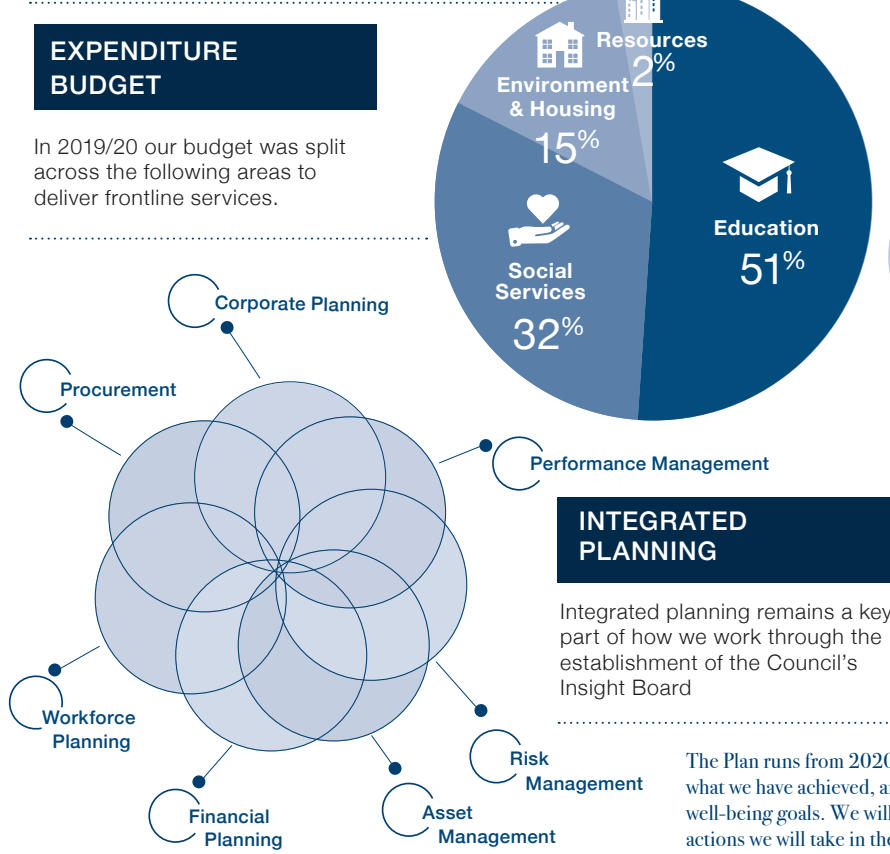 EXPENDITURE
BUDGET
In 2019/20 our budget was split
across the following areas to
deliver frontline services.
Resources
2%
Environment
& Housing
15%
Education
51%
Social
Services
32%
Corporate Planning
Procurement
Performance Management
Workforce
Planning
Financial
Planning
Asset
Management
Risk
Management
INTEGRATED
PLANNING
Integrated planning remains a key
part of how we work through the
establishment of the Council's
Insight Board
The Plan runs from 2020
what we have achieved, a
well-being goals. We will
actions we will take in the